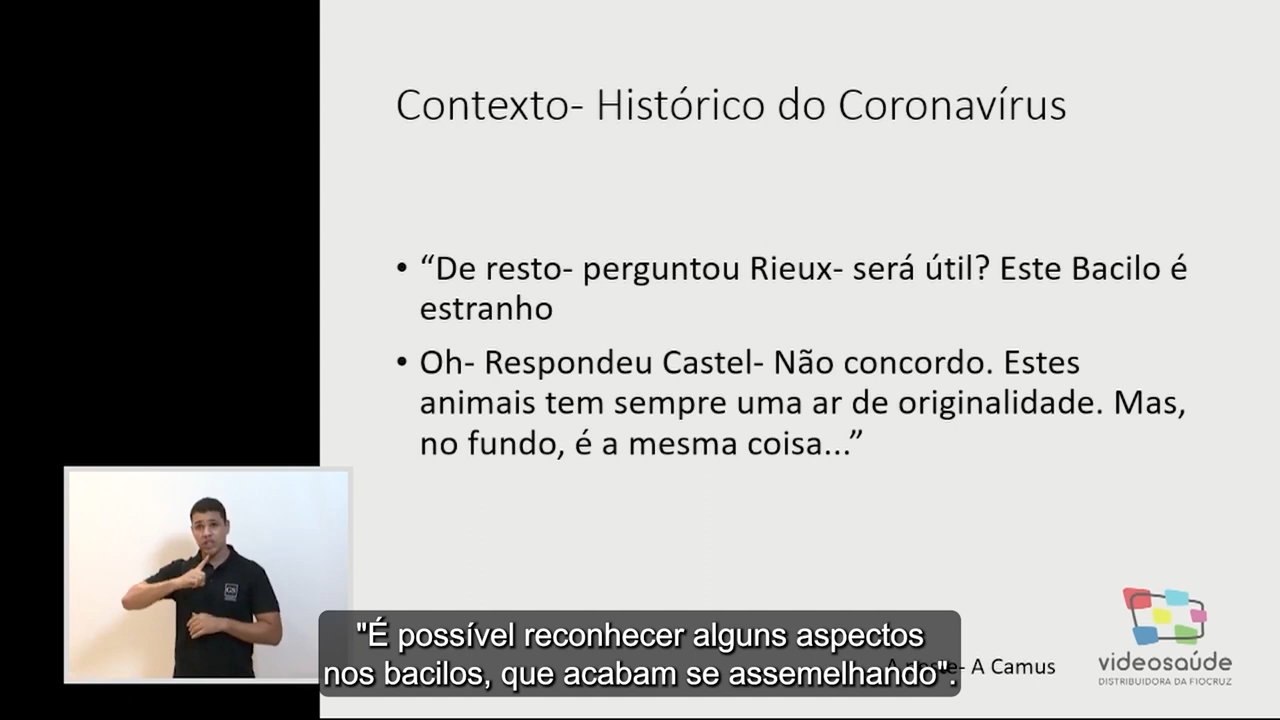 Contexto- Histórico do Coronavírus
• “De resto- perguntou Rieux- será útil? Este Bacilo é
estranho
• Oh- Respondeu Castel- Não concordo. Estes
animais tem sempre uma ar de originalidade. Mas,
no fundo, é a mesma coisa...”
GS
"É possível reconhecer alguns aspectos
nos bacilos, que acabam se assemelhando".
A peste- A Camus
videosaúde
DISTRIBUIDORA DA FIOCRUZ